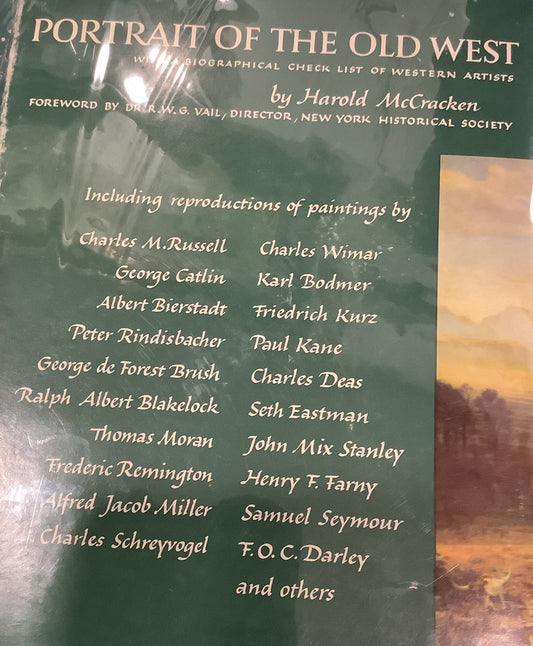 PORTRAIT OF THE OLD WEST
WITH A BIOGRAPHICAL CHECK LIST OF WESTERN ARTISTS
by Harold McCracken
FOREWORD BY DR. R. W. G. VAIL, DIRECTOR, NEW YORK HISTORICAL SOCIETY
Including reproductions of paintings by
Charles M. Russell
George Catlin
Albert Bierstadt
Peter Rindisbacher
George de Forest Brush
Ralph Albert Blakelock
Thomas Moran
Frederic Remington
Alfred Jacob Miller
Charles Schreyvogel
Charles Wimar
Karl Bodmer
Friedrich Kurz
Paul Kane
Charles Deas
Seth Eastman
John Mix Stanley
Henry F. Farny
Samuel Seymour
F. O. C. Darley
and others